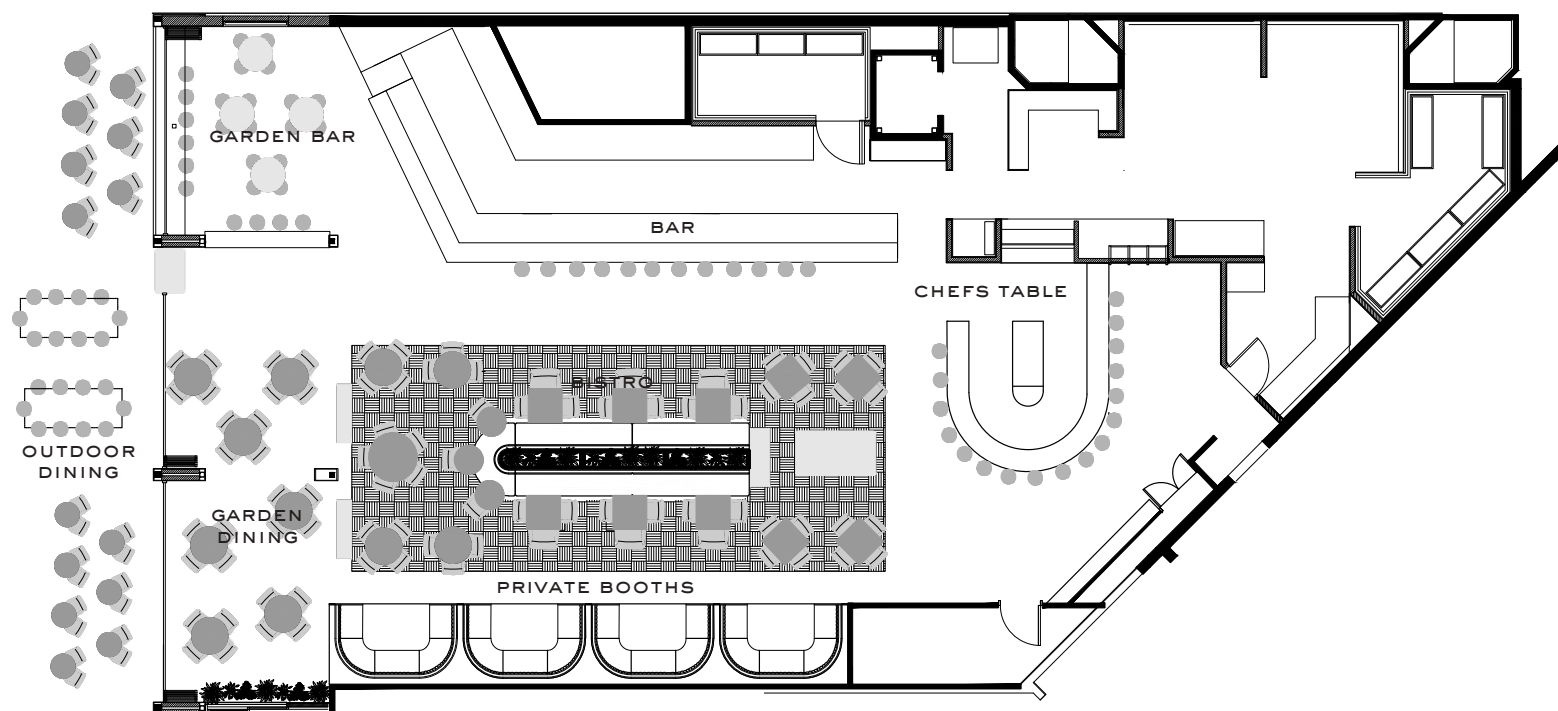 GARDEN BAR
BAR
CHEFS TABLE
BISTRO
OUTDOOR
DINING
GARDEN
DINING
PRIVATE BOOTHS